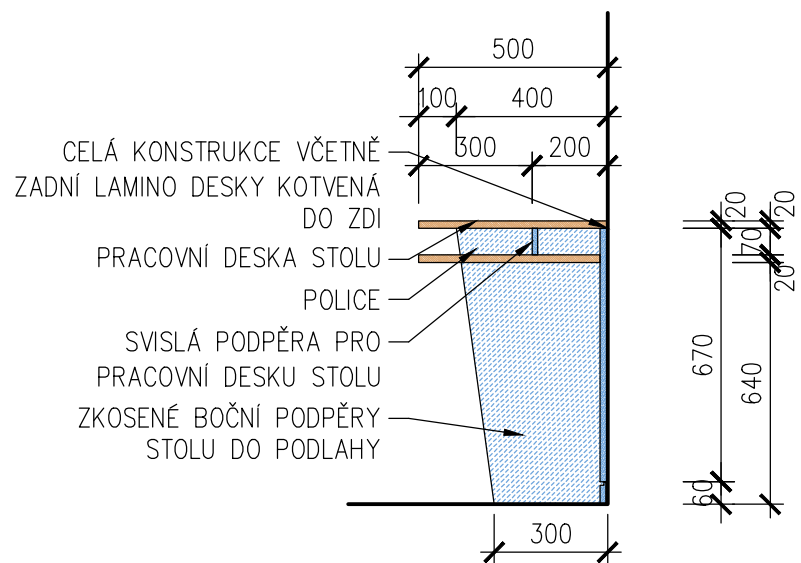 500
100
400
300
200
CELÁ KONSTRUKCE VČETNĚ
ZADNÍ LAMINO DESKY KOTVENÁ
DO ZDI
PRACOVNÍ DESKA STOLU
POLICE
SVISLÁ PODPĚRA PRO
PRACOVNÍ DESKU STOLU
ZKOSENÉ BOČNÍ PODPĚRY
STOLU DO PODLAHY
20
20
70
20
670
640
60
300